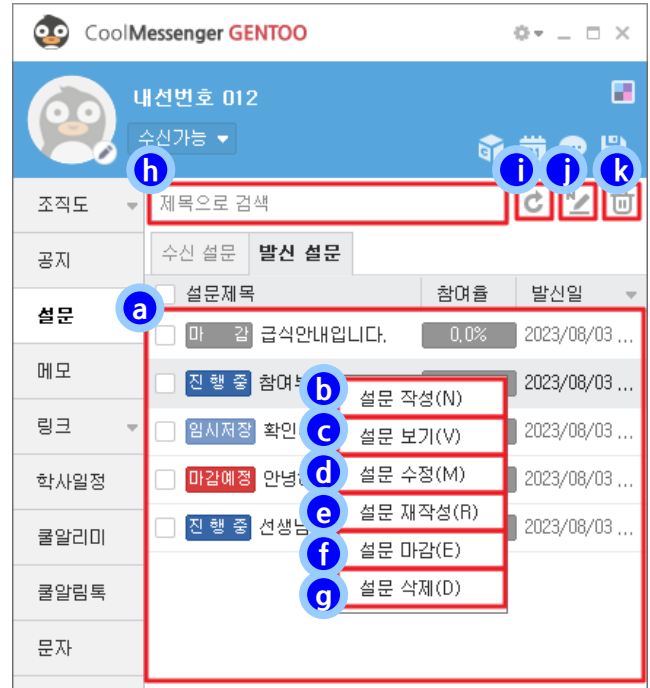 CoolMessenger GENTOO
내선번호 012
수신가능
h i j k
조직도
제목으로 검색
공지
수신 설문 발신 설문
설문제목 참여율 발신일
a
설문
마 감 급식안내입니다. 0.0% 2023/08/03 ...
메모
진 행 중 참여 2023/08/03 ...
b 설문 작성(N)
링크
임시저장 확인 2023/08/03 ...
c 설문 보기(V)
학사일정
마감예정 안녕 2023/08/03 ...
d 설문 수정(M)
e 설문 재작성(R)
쿨알리미
진 행 중 선생님 2023/08/03 ...
f 설문 마감(E)
쿨알림톡
g 설문 삭제(D)
문자